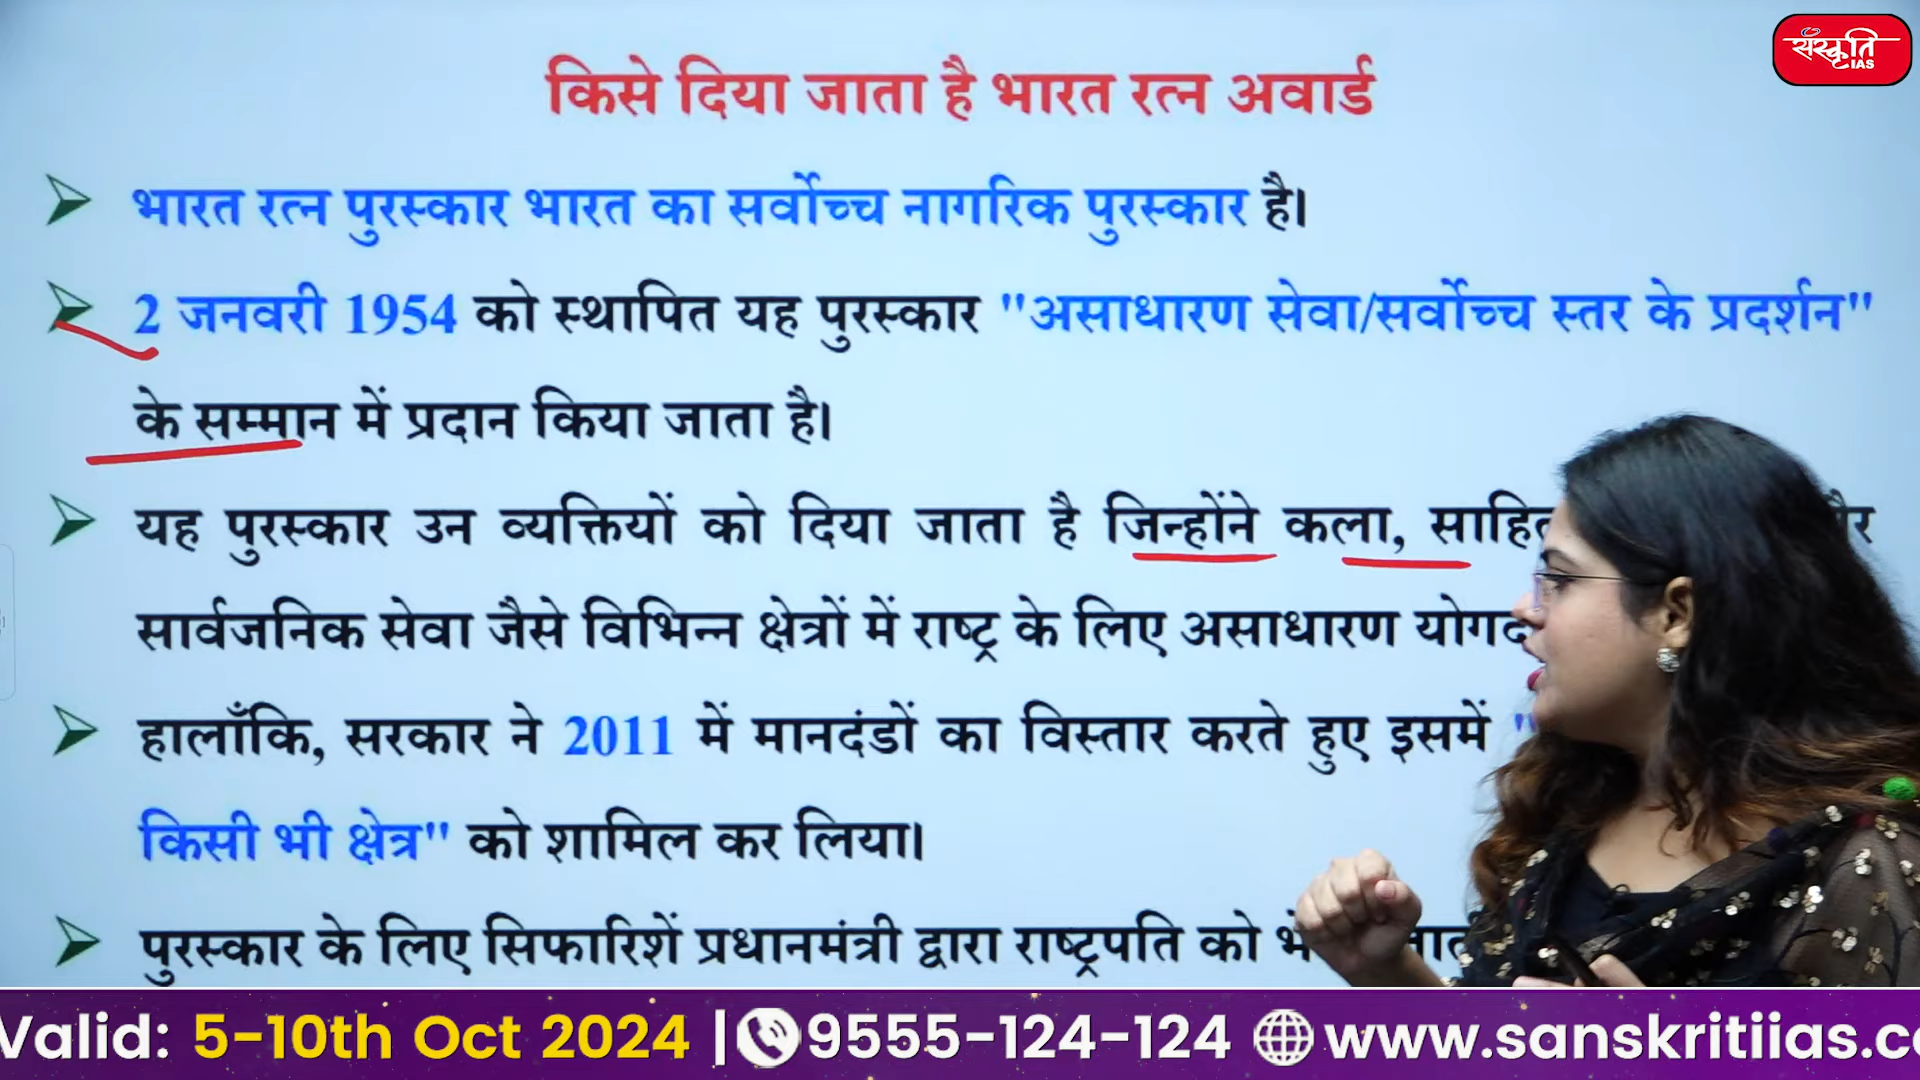 संस्कृति
IAS
किसे दिया जाता है भारत रत्न अवार्ड
भारत रत्न पुरस्कार भारत का सर्वोच्च नागरिक पुरस्कार है।
2 जनवरी 1954 को स्थापित यह पुरस्कार "असाधारण सेवा/सर्वोच्च स्तर के प्रदर्शन"
के सम्मान में प्रदान किया जाता है।
यह पुरस्कार उन व्यक्तियों को दिया जाता है जिन्होंने कला,
सार्वजनिक सेवा जैसे विभिन्न क्षेत्रों में राष्ट्र के लिए असाधारण
हालाँकि, सरकार ने 2011 में मानदंडों का विस्तार करते हुए इसमें "
किसी भी क्षेत्र" को शामिल कर लिया।
पुरस्कार के लिए सिफारिशें प्रधानमंत्री द्वारा राष्ट्रपति को
Valid: 5-10th Oct 2024 | 9555-124-124 www.sanskritiias.c